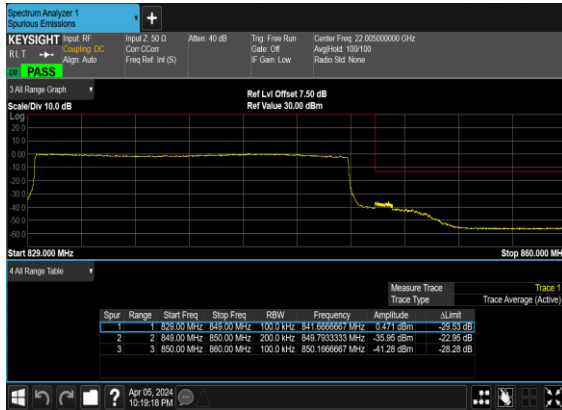 Spectrum Analyzer 1
Spurious Emissions
+
KEYSIGHT Input: RF Input Z: 50 Ω Atten: 40 dB Trig: Free Run Center Freq: 22.005000000 GHz
RLT Coupling: DC Corr CCorr Gate: Off Avg|Hold: 100/100
Align: Auto Freq Ref: Int (S) IF Gain: Low Radio Std: None
LV PASS
3 All Range Graph
Ref Lvl Offset 7.50 dB
Scale/Div 10.0 dB Ref Value 30.00 dBm
Log
20.0
10.0
0.00
-10.0
-20.0
-30.0
-40.0
-50.0
-60.0
Start 829.000 MHz Stop 860.000 MH
4 All Range Table
Measure Trace Trace 1
Trace Type Trace Average (Active)
Spur Range Start Freq Stop Freq RBW Frequency Amplitude ΔLimit
1 1 829.00 MHz 849.00 MHz 100.0 kHz 841.6666667 MHz 0.471 dBm -29.53 dB
2 2 849.00 MHz 850.00 MHz 200.0 kHz 849.7933333 MHz -35.95 dBm -22.95 dB
3 3 850.00 MHz 860.00 MHz 100.0 kHz 850.1666667 MHz -41.28 dBm -28.28 dB
? Apr 05, 2024
10:19:18 PM